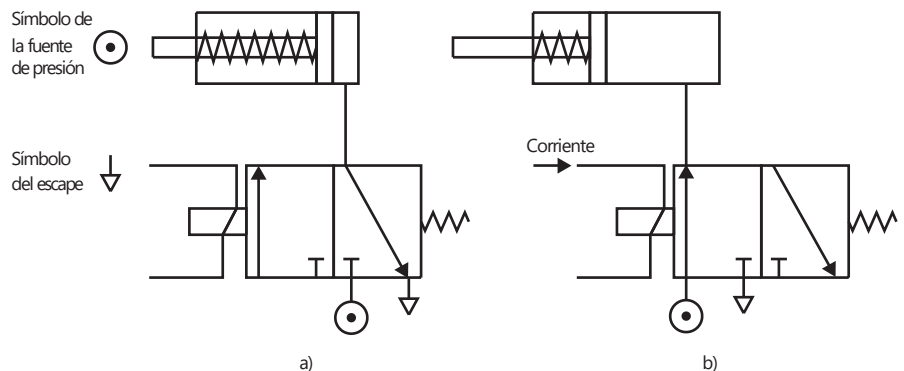 Símbolo de
la fuente
de presión
Símbolo
del escape
Corriente
a)
b)